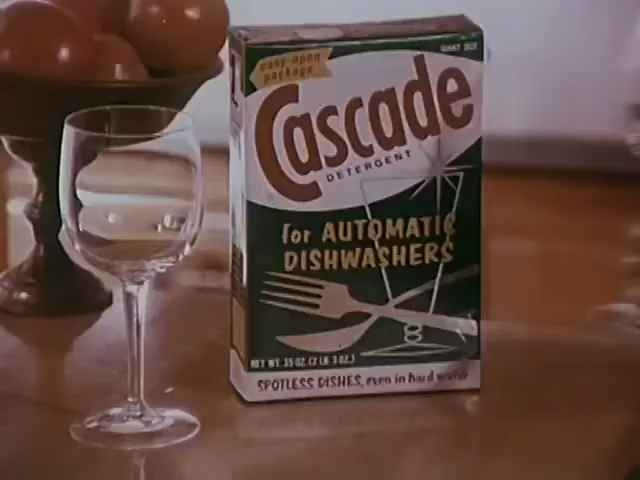 GIANT SIZE
easy-open
package
Cascade
DETERGENT
for AUTOMATIC
DISHWASHERS
NET WT. 35 OZ. (2 LB. 3 OZ.)
SPOTLESS DISHES, even in hard water